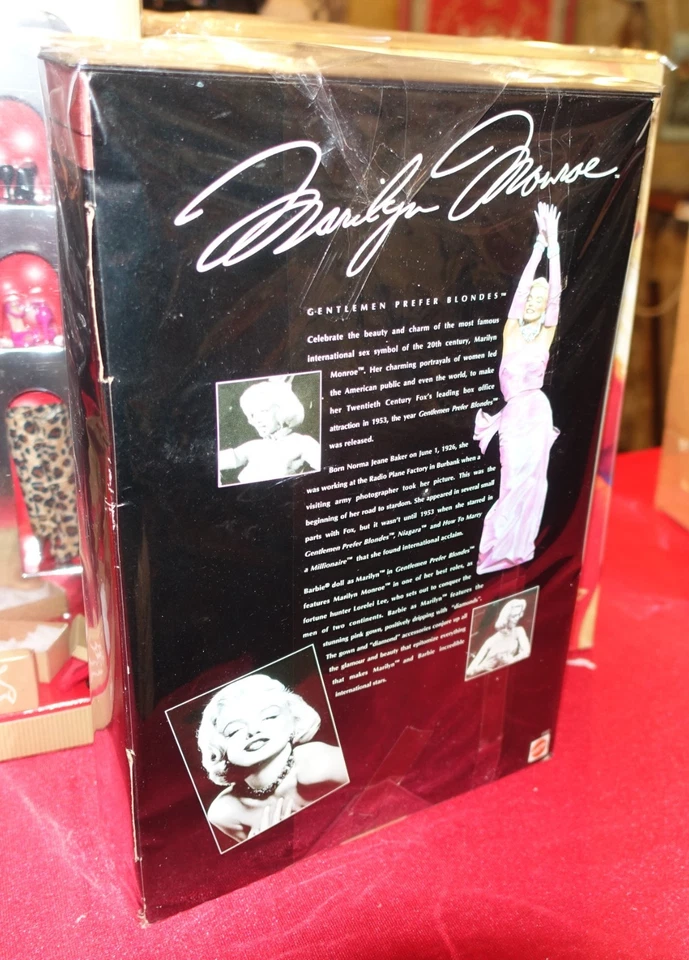 Marilyn Monroe™
GENTLEMEN PREFER BLONDES™
Celebrate the beauty and charm of the most famous
international sex symbol of the 20th century, Marilyn
Monroe™. Her charming portrayals of women led
the American public and even the world, to make
her Twentieth Century Fox's leading box office
attraction in 1953, the year Gentlemen Prefer Blondes™
was released.
Born Norma Jeane Baker on June 1, 1926, she
was working at the Radio Plane Factory in Burbank when a
visiting army photographer took her picture. This was the
beginning of her road to stardom. She appeared in several small
parts with Fox, but it wasn't until 1953 when she starred in
Gentlemen Prefer Blondes™, Niagara™ and How To Marry
a Millionaire™ that she found international acclaim.
Barbie® doll as Marilyn™ in Gentlemen Prefer Blondes™
features Marilyn Monroe™ in one of her best roles, as
fortune hunter Lorelei Lee, who sets out to conquer the
men of two continents. Barbie as Marilyn™ features the
stunning pink gown, positively dripping with "diamonds".
The gown and "diamond" accessories conjure up all
the glamour and beauty that epitomize everything
that makes Marilyn™ and Barbie incredible
international stars.